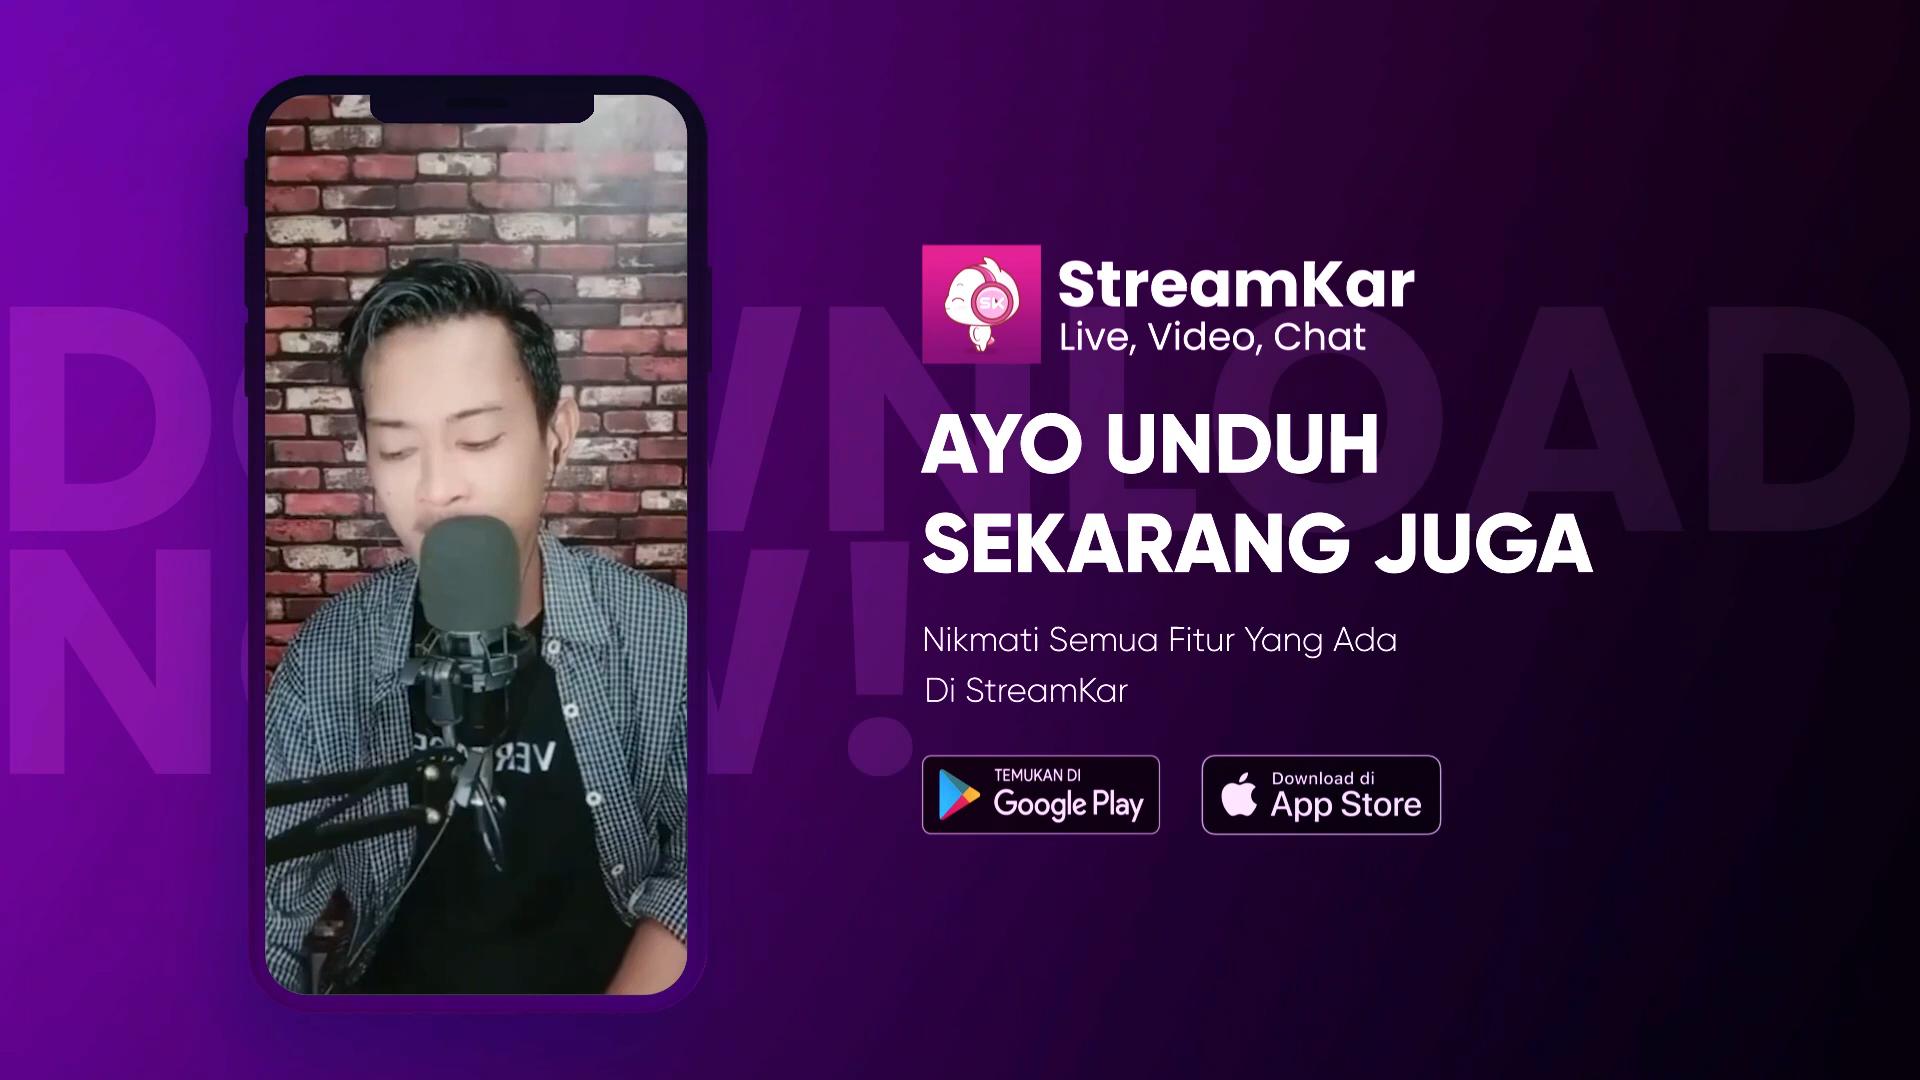 DOWNLOAD
NOW!
SK
StreamKar
Live, Video, Chat
AYO UNDUH
SEKARANG JUGA
Nikmati Semua Fitur Yang Ada
Di StreamKar
TEMUKAN DI
Google Play
Download di
App Store